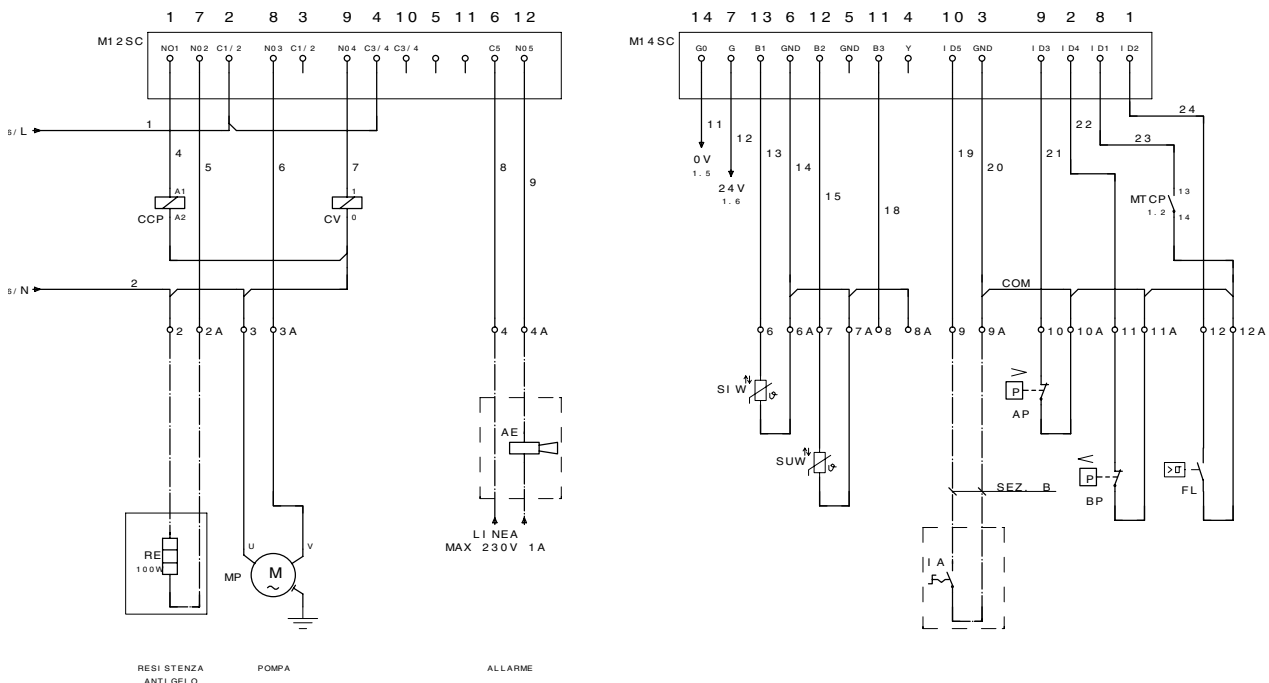 1 7 2 8 3 9 4 10 5 11 6 12
14 7 13 6 12 5 11 4 10 3 9 2 8 1
M12SC
NO1 N02 C1/2 N03 C1/2 N04 C3/4 C3/4 C5 N05
M14SC
G0 G B1 GND B2 GND B3 Y ID5 GND ID3 ID4 ID1 ID2
24
/L 1
11 12 22 23
4 5 6 7 8 9
0V
1.5
24V
1.6
13 14 15 18 19 20 21
A1
CCP A2
1
CV 0
13
MTCP
1.2 14
/N 2
COM
2 2A 3 3A 4 4A
6 6A 7 7A 8 8A 9 9A 10 10A 11 11A 12 12A
SIW
>
P
AP
AE
SUW
<
P
BP
FL
SEZ. B
LINEA
MAX 230V 1A
RE
100W
U V
MP M
~
IA
RESISTENZA
ANTIGELO
POMPA
ALLARME